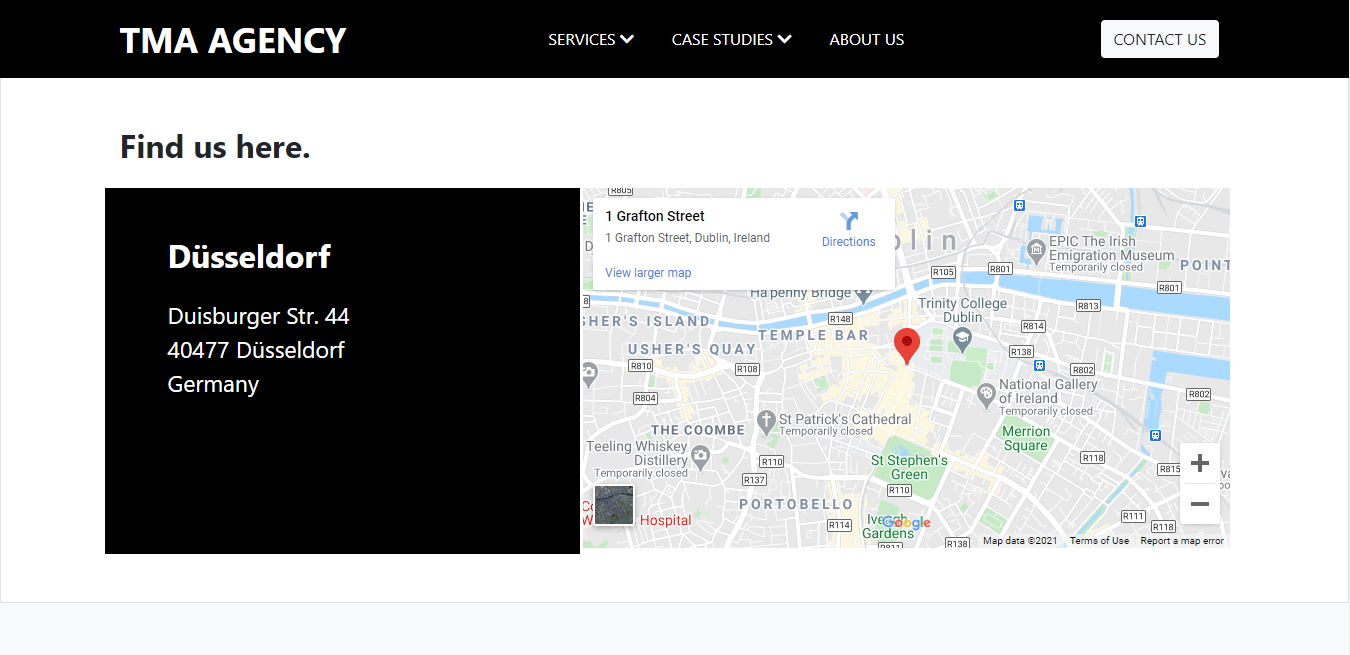 TMA AGENCY
SERVICES
CASE STUDIES
ABOUT US
CONTACT US
Find us here.
Düsseldorf
Duisburger Str. 44
40477 Düsseldorf
Germany
1 Grafton Street
1 Grafton Street, Dublin, Ireland
Directions
View larger map
R805
EPIC The Irish
Emigration Museum
Temporarily closed
POINT
R105
R801
R801
Ha'penny Bridge
Trinity College
Dublin
R813
SHER'S ISLAND
R148
R814
TEMPLE BAR
USHER'S QUAY
R138
R810
R108
R802
National Gallery
of Ireland
Temporarily closed
R804
R802
St Patrick's Cathedral
Temporarily closed
THE COOMBE
Merrion
Square
Teeling Whiskey
Distillery
Temporarily closed
R110
St Stephen's
Green
R118
R815
R137
R110
PORTOBELLO
Hospital
R114
Iveagh
Gardens
Google
R111
R118
R811
R138
Map data ©2021
Terms of Use
Report a map error